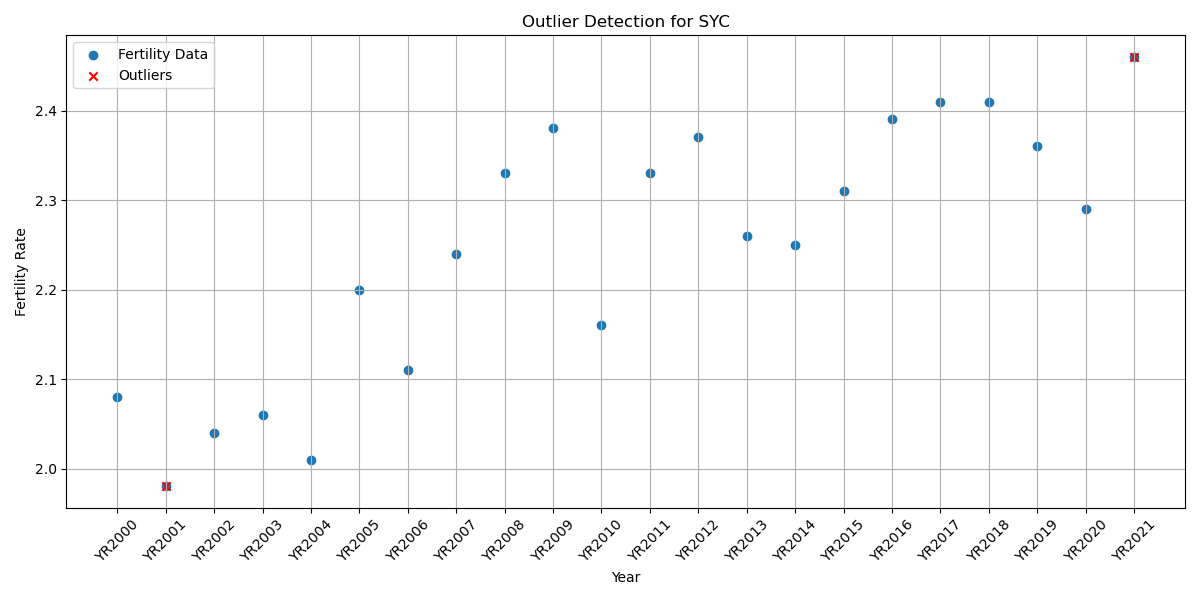 Outlier Detection for SYC
Fertility Data
Outliers
Fertility Rate
2.4
2.3
2.2
2.1
2.0
YR2000
YR2001
YR2002
YR2003
YR2004
YR2005
YR2006
YR2007
YR2008
YR2009
YR2010
YR2011
YR2012
YR2013
YR2014
YR2015
YR2016
YR2017
YR2018
YR2019
YR2020
YR2021
Year